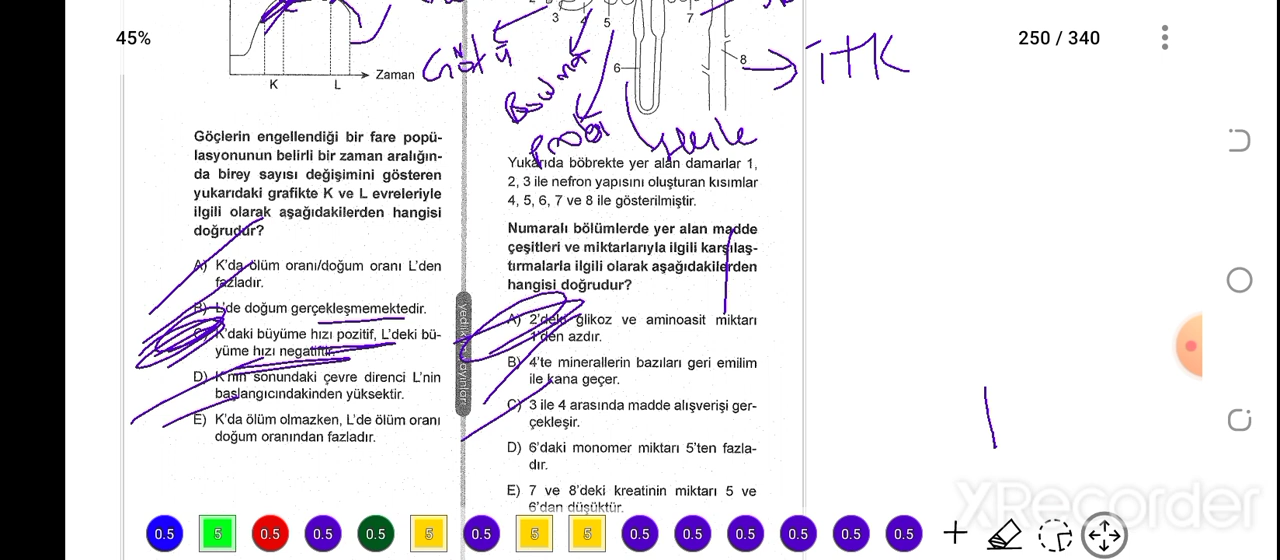 45%
250 / 340
K
L
Zaman
Götü
3
4
5
6
7
8
İTK
Henle
Göçlerin engellendiği bir fare popü-
lasyonunun belirli bir zaman aralığın-
da birey sayısı değişimini gösteren
yukarıdaki grafikte K ve L evreleriyle
ilgili olarak aşağıdakilerden hangisi
doğrudur?
A) K'da ölüm oranı/doğum oranı L'den
fazladır.
B) L'de doğum gerçekleşmemektedir.
C) K'daki büyüme hızı pozitif, L'deki bü-
yüme hızı negatiftir.
D) K'nın sonundaki çevre direnci L'nin
başlangıcındakinden yüksektir.
E) K'da ölüm olmazken, L'de ölüm oranı
doğum oranından fazladır.
Yukarıda böbrekte yer alan damarlar 1,
2, 3 ile nefron yapısını oluşturan kısımlar
4, 5, 6, 7 ve 8 ile gösterilmiştir.
Numaralı bölümlerde yer alan madde
çeşitleri ve miktarlarıyla ilgili karşılaş-
tırmalarla ilgili olarak aşağıdakilerden
hangisi doğrudur?
A) 2'deki glikoz ve aminoasit miktarı
1'den azdır.
B) 4'te minerallerin bazıları geri emilim
ile kana geçer.
C) 3 ile 4 arasında madde alışverişi ger-
çekleşir.
D) 6'daki monomer miktarı 5'ten fazla-
dır.
E) 7 ve 8'deki kreatinin miktarı 5 ve
6'dan düşüktür.
0.5 5 0.5 0.5 0.5 5 0.5 5 5 0.5 0.5 0.5 0.5 0.5 0.5
XRecorder